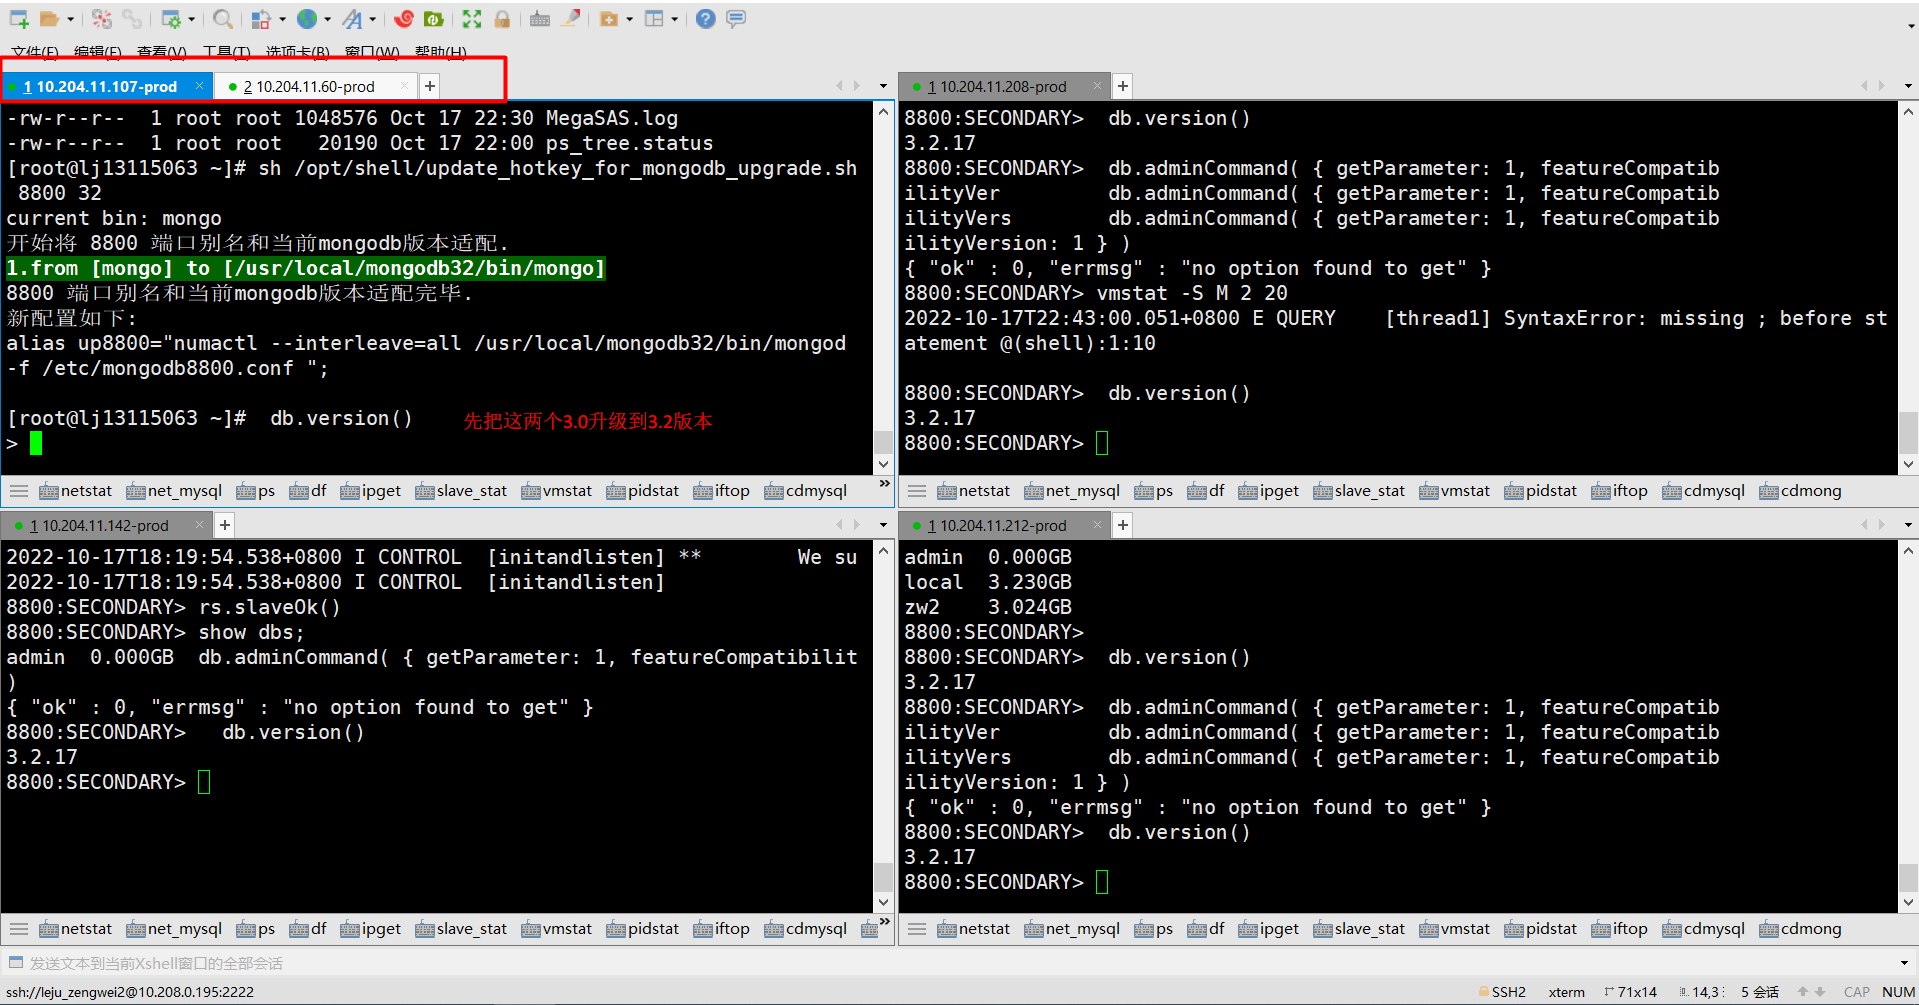 文件(F) 编辑(E) 查看(V) 工具(T) 选项卡(B) 窗口(W) 帮助(H)
1 10.204.11.107-prod × 2 10.204.11.60-prod × +
-rw-r--r--  1 root root 1048576 Oct 17 22:30 MegaSAS.log
-rw-r--r--  1 root root   20190 Oct 17 22:00 ps_tree.status
[root@lj13115063 ~]# sh /opt/shell/update_hotkey_for_mongodb_upgrade.sh
 8800 32
current bin: mongo
开始将 8800 端口别名和当前mongodb版本适配.
1.from [mongo] to [/usr/local/mongodb32/bin/mongo]
8800 端口别名和当前mongodb版本适配完毕.
新配置如下:
alias up8800="numactl --interleave=all /usr/local/mongodb32/bin/mongod
-f /etc/mongodb8800.conf ";
[root@lj13115063 ~]#  db.version()
先把这两个3.0升级到3.2版本
>
netstat net_mysql ps df ipget slave_stat vmstat pidstat iftop cdmysql »
1 10.204.11.208-prod × +
8800:SECONDARY>  db.version()
3.2.17
8800:SECONDARY>  db.adminCommand( { getParameter: 1, featureCompatib
ilityVer         db.adminCommand( { getParameter: 1, featureCompatib
ilityVers        db.adminCommand( { getParameter: 1, featureCompatib
ilityVersion: 1 } )
{ "ok" : 0, "errmsg" : "no option found to get" }
8800:SECONDARY> vmstat -S M 2 20
2022-10-17T22:43:00.051+0800 E QUERY    [thread1] SyntaxError: missing ; before st
atement @(shell):1:10
8800:SECONDARY>  db.version()
3.2.17
8800:SECONDARY>
netstat net_mysql ps df ipget slave_stat vmstat pidstat iftop cdmysql cdmong
1 10.204.11.142-prod × +
2022-10-17T18:19:54.538+0800 I CONTROL  [initandlisten] **        We su
2022-10-17T18:19:54.538+0800 I CONTROL  [initandlisten]
8800:SECONDARY> rs.slaveOk()
8800:SECONDARY> show dbs;
admin  0.000GB  db.adminCommand( { getParameter: 1, featureCompatibilit
)
{ "ok" : 0, "errmsg" : "no option found to get" }
8800:SECONDARY>   db.version()
3.2.17
8800:SECONDARY>
netstat net_mysql ps df ipget slave_stat vmstat pidstat iftop cdmysql »
1 10.204.11.212-prod × +
admin  0.000GB
local  3.230GB
zw2    3.024GB
8800:SECONDARY>
8800:SECONDARY>  db.version()
3.2.17
8800:SECONDARY>  db.adminCommand( { getParameter: 1, featureCompatib
ilityVer         db.adminCommand( { getParameter: 1, featureCompatib
ilityVers        db.adminCommand( { getParameter: 1, featureCompatib
ilityVersion: 1 } )
{ "ok" : 0, "errmsg" : "no option found to get" }
8800:SECONDARY>  db.version()
3.2.17
8800:SECONDARY>
netstat net_mysql ps df ipget slave_stat vmstat pidstat iftop cdmysql cdmong
发送文本到当前Xshell窗口的全部会话
ssh://leju_zengwei2@10.208.0.195:2222 SSH2 xterm 71x14 14,3 5 会话 CAP NUM